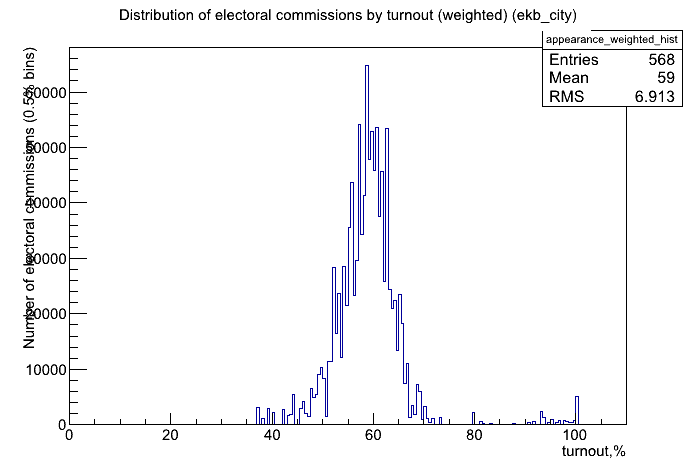 Distribution of electoral commissions by turnout (weighted) (ekb_city)
appearance_weighted_hist
Entries 568
Mean 59
RMS 6.913
Number of electoral commissions (0.5% bins)
60000
50000
40000
30000
20000
10000
0
0 20 40 60 80 100
turnout,%